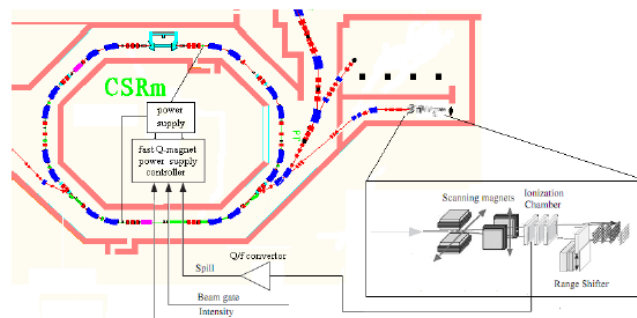 CSRm
power
supply
fast Q-magnet
power supply
controller
FT
Scanning magnets
Ionization
Chamber
Range Shifter
Q/f convertor
Spill
Beam gate
Intensity